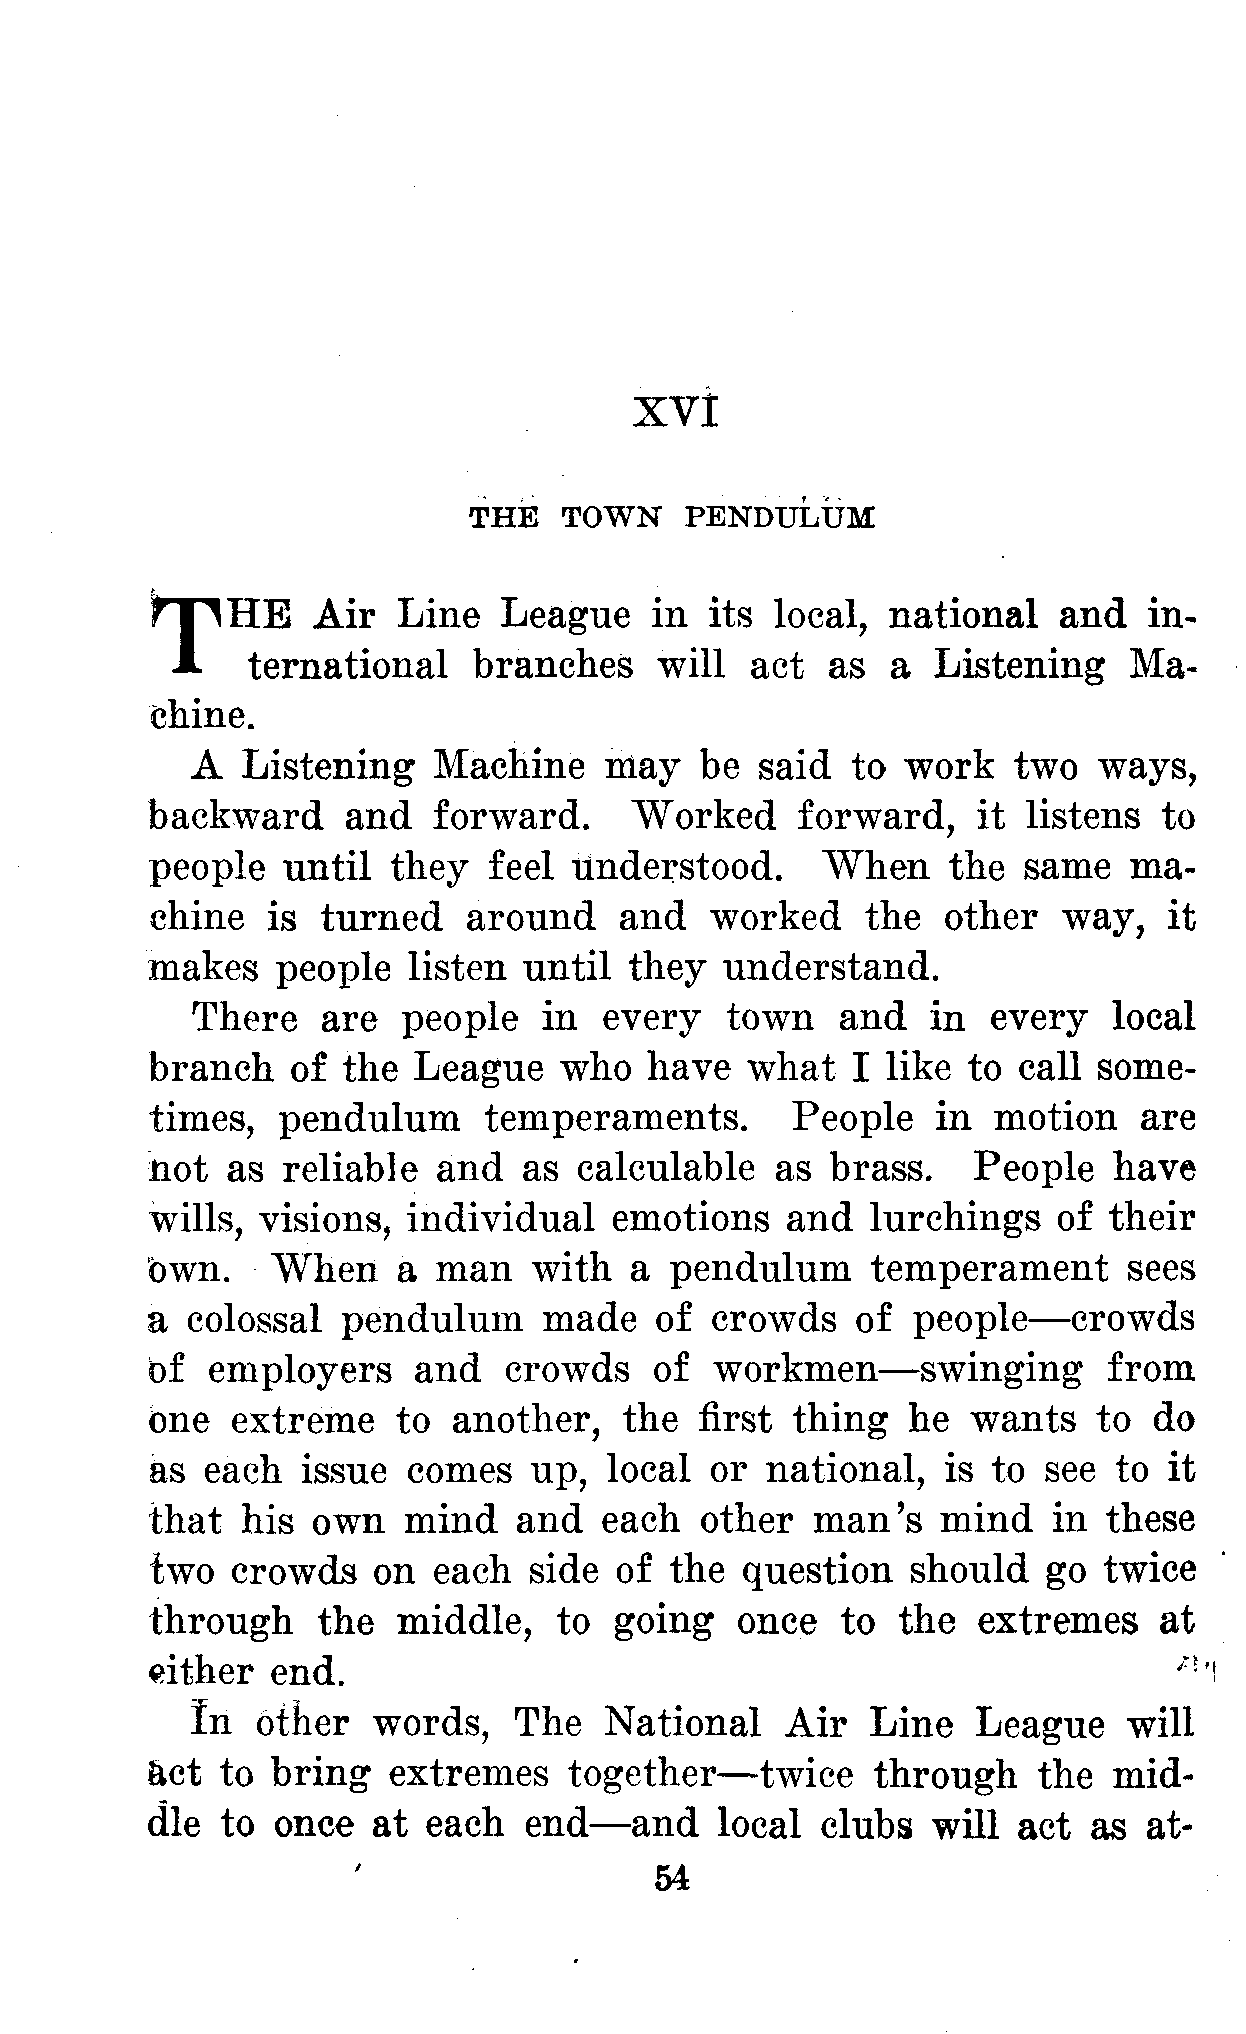 XVI
THE TOWN PENDULUM
THE Air Line League in its local, national and in-
ternational branches will act as a Listening Ma-
chine.
A Listening Machine may be said to work two ways,
backward and forward. Worked forward, it listens to
people until they feel understood. When the same ma-
chine is turned around and worked the other way, it
makes people listen until they understand.
There are people in every town and in every local
branch of the League who have what I like to call some-
times, pendulum temperaments. People in motion are
not as reliable and as calculable as brass. People have
wills, visions, individual emotions and lurchings of their
own. When a man with a pendulum temperament sees
a colossal pendulum made of crowds of people—crowds
of employers and crowds of workmen—swinging from
one extreme to another, the first thing he wants to do
as each issue comes up, local or national, is to see to it
that his own mind and each other man's mind in these
two crowds on each side of the question should go twice
through the middle, to going once to the extremes at
either end.
In other words, The National Air Line League will
act to bring extremes together—twice through the mid-
dle to once at each end—and local clubs will act as at-
54